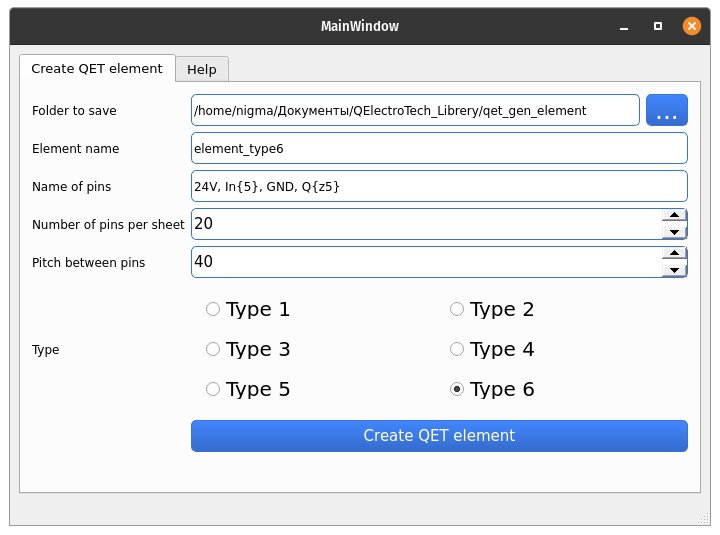 MainWindow
Create QET element Help
Folder to save /home/nigma/Документы/QElectroTech_Librery/qet_gen_element ...
Element name element_type6
Name of pins 24V, In{5}, GND, Q{z5}
Number of pins per sheet 20
Pitch between pins 40
Type 1 Type 2
Type Type 3 Type 4
Type 5 Type 6
Create QET element